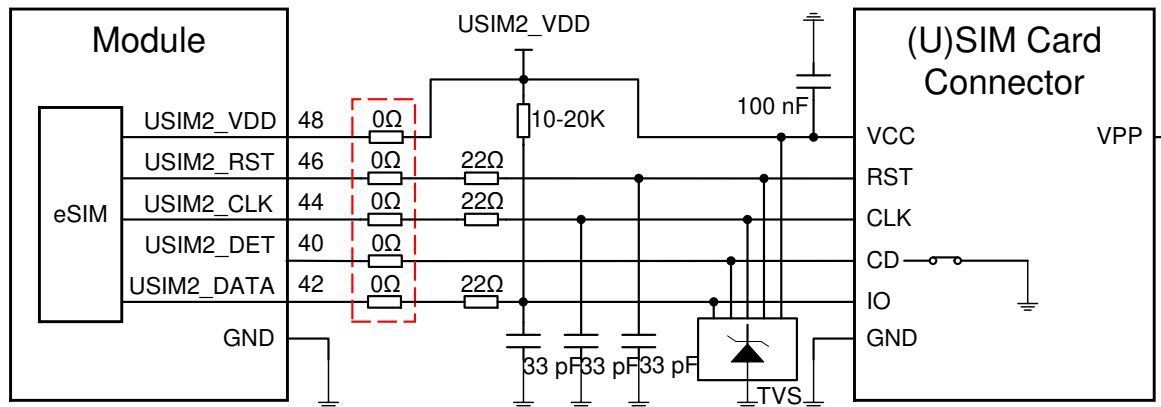 Module
USIM2_VDD
(U)SIM Card
Connector
100 nF
10-20K
USIM2_VDD 48 0Ω
VCC VPP
USIM2_RST 46 0Ω 22Ω
RST
USIM2_CLK 44 0Ω 22Ω
CLK
eSIM
USIM2_DET 40 0Ω
CD
USIM2_DATA 42 0Ω 22Ω
IO
GND
GND
33 pF 33 pF 33 pF
TVS